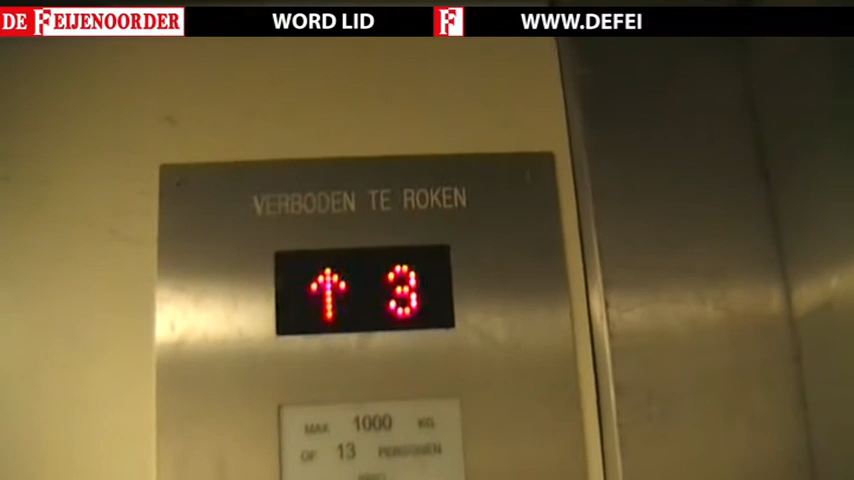 DE FEIJENOORDER WORD LID F WWW.DEFEI
VERBODEN TE ROKEN
↑ 3
MAX 1000 KG
OF 13 PERSONEN